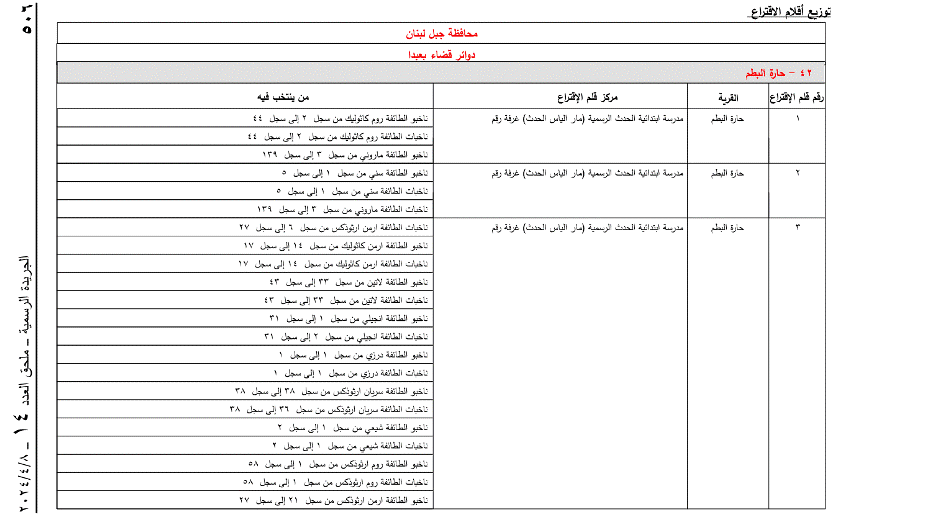 توزيع أقلام الاقتراع
محافظة جبل لبنان
دوائر قضاء بعبدا
٤٢ - حارة البطم
رقم قلم الإقتراع القرية مركز قلم الإقتراع من ينتخب فيه
١ حارة البطم مدرسة ابتدائية الحدث الرسمية (مار الياس الحدث) غرفة رقم ناخبو الطائفة روم كاثوليك من سجل ٢ إلى سجل ٤٤
ناخبات الطائفة روم كاثوليك من سجل ٢ إلى سجل ٤٤
ناخبو الطائفة ماروني من سجل ٣ إلى سجل ١٣٩
٢ حارة البطم مدرسة ابتدائية الحدث الرسمية (مار الياس الحدث) غرفة رقم ناخبو الطائفة سني من سجل ١ إلى سجل ٥
ناخبات الطائفة سني من سجل ١ إلى سجل ٥
ناخبات الطائفة ماروني من سجل ٣ إلى سجل ١٣٩
٣ حارة البطم مدرسة ابتدائية الحدث الرسمية (مار الياس الحدث) غرفة رقم ناخبات الطائفة ارمن ارثوذكس من سجل ٦ إلى سجل ٢٧
ناخبو الطائفة ارمن كاثوليك من سجل ١٤ إلى سجل ١٧
ناخبات الطائفة ارمن كاثوليك من سجل ١٤ إلى سجل ١٧
ناخبو الطائفة لاتين من سجل ٣٣ إلى سجل ٤٣
ناخبات الطائفة لاتين من سجل ٣٣ إلى سجل ٤٣
ناخبو الطائفة انجيلي من سجل ١ إلى سجل ٣١
ناخبات الطائفة انجيلي من سجل ٢ إلى سجل ٣١
ناخبو الطائفة درزي من سجل ١ إلى سجل ١
ناخبات الطائفة درزي من سجل ١ إلى سجل ١
ناخبو الطائفة سريان ارثوذكس من سجل ٣٨ إلى سجل ٣٨
ناخبات الطائفة سريان ارثوذكس من سجل ٣٦ إلى سجل ٣٨
ناخبو الطائفة شيعي من سجل ١ إلى سجل ٢
ناخبات الطائفة شيعي من سجل ١ إلى سجل ٢
ناخبو الطائفة روم ارثوذكس من سجل ١ إلى سجل ٥٨
ناخبات الطائفة روم ارثوذكس من سجل ١ إلى سجل ٥٨
ناخبو الطائفة ارمن ارثوذكس من سجل ٢١ إلى سجل ٢٧
٥٠٦
الجريدة الرسمية - ملحق العدد ١٤ - ٢٠٢٤/٤/٨